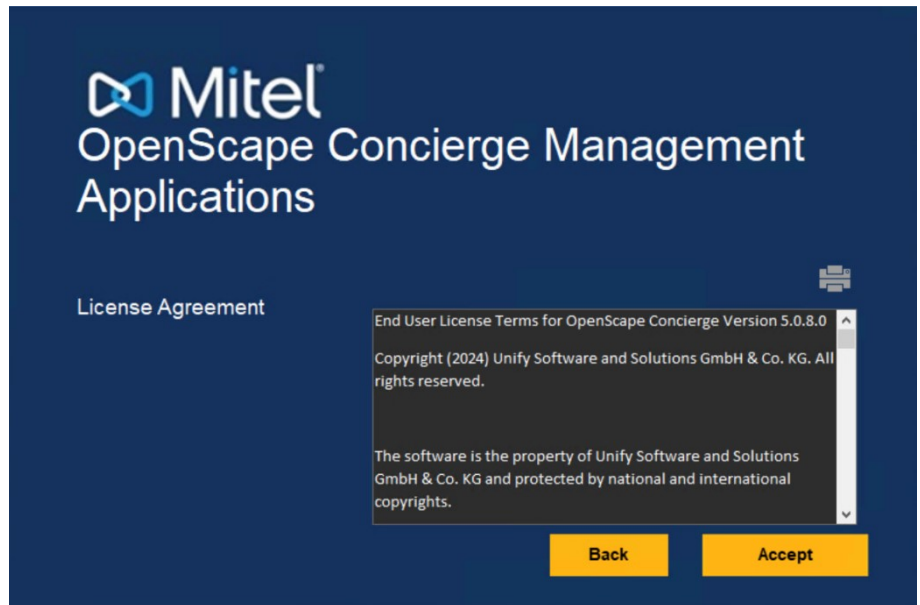 Mitel®
OpenScape Concierge Management
Applications
License Agreement
End User License Terms for OpenScape Concierge Version 5.0.8.0
Copyright (2024) Unify Software and Solutions GmbH & Co. KG. All
rights reserved.
The software is the property of Unify Software and Solutions
GmbH & Co. KG and protected by national and international
copyrights.
Back
Accept